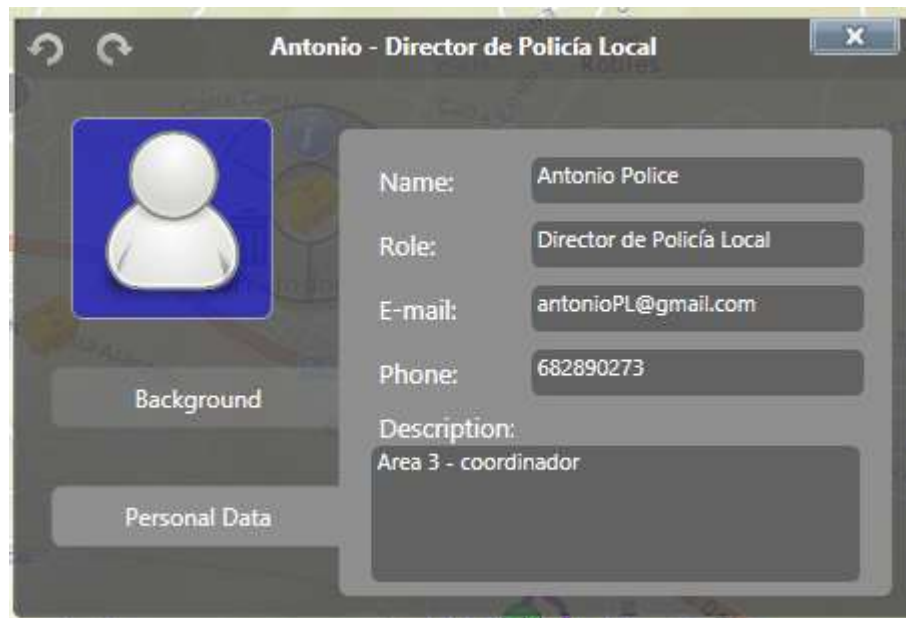 Antonio - Director de Policía Local
x
Robles
Name:
Antonio Police
Role:
Director de Policía Local
E-mail:
antonioPL@gmail.com
Phone:
682890273
Background
Description:
Area 3 - coordinador
Personal Data